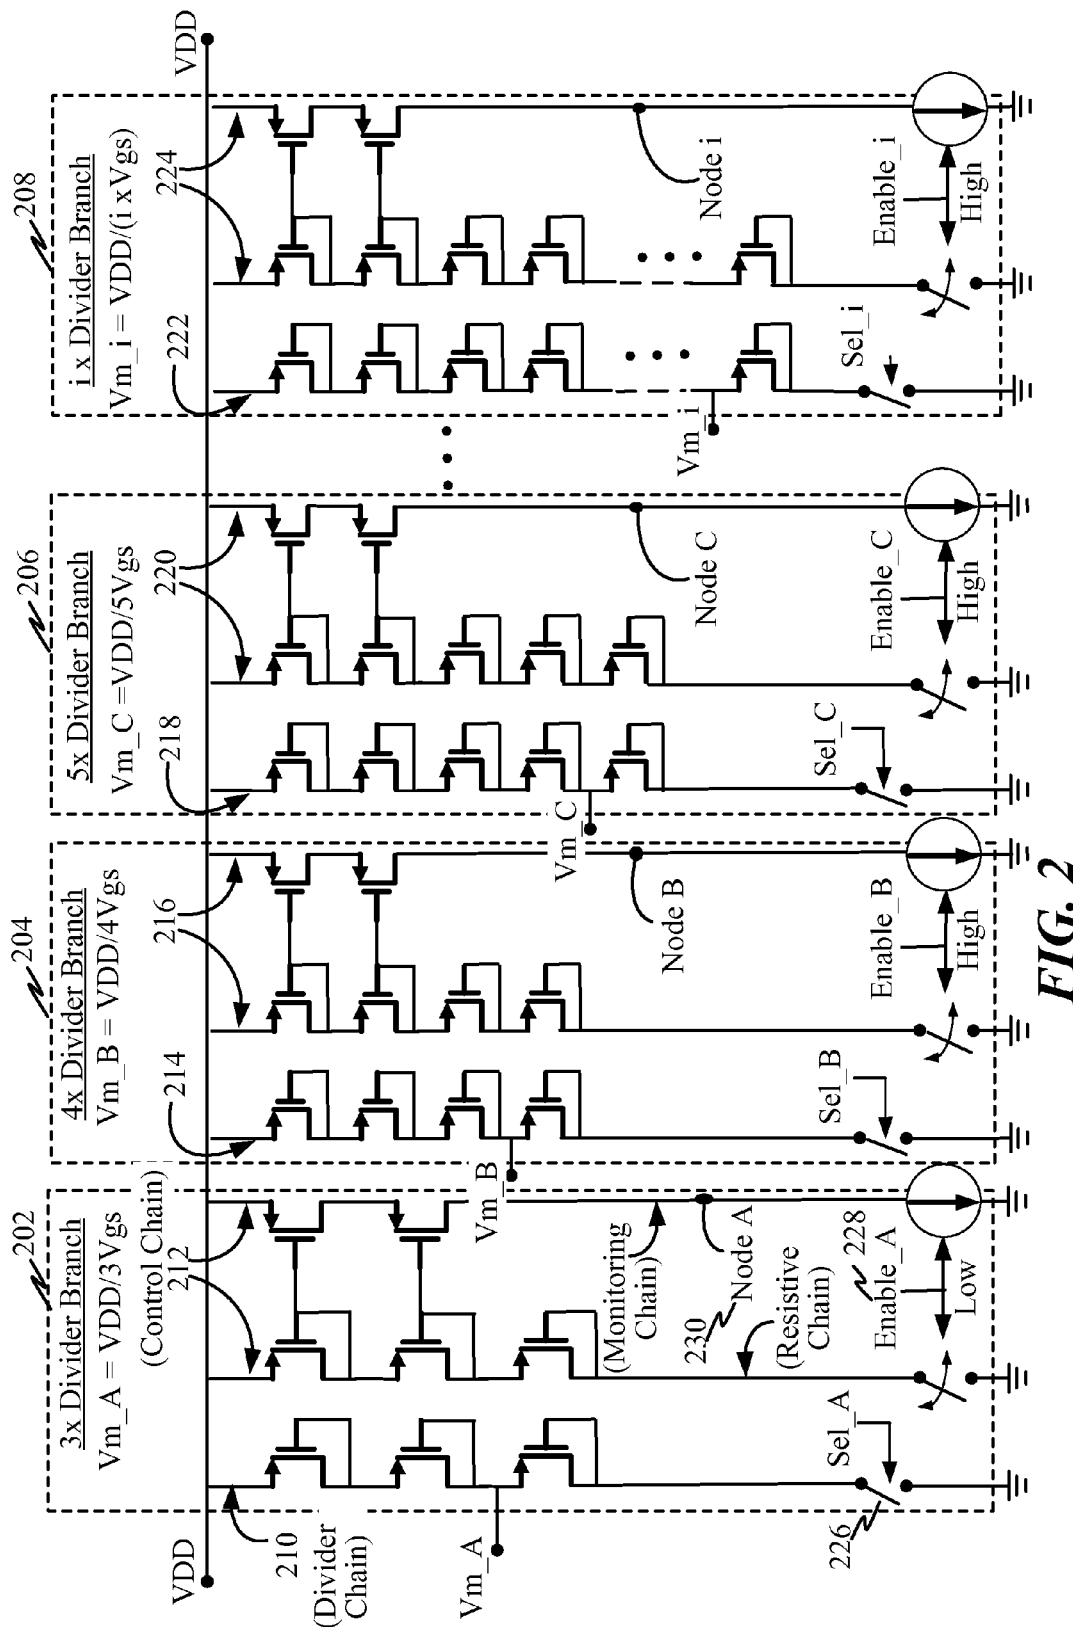 VDD
202
3x Divider Branch
Vm_A = VDD/3Vgs
(Control Chain)
212
210
(Divider
Chain)
Vm_A
(Monitoring
Chain)
230
Node A
(Resistive
Chain)
Sel_A
226
228
Enable_A
Low
204
4x Divider Branch
Vm_B = VDD/4Vgs
214
216
Vm_B
Node B
Sel_B
Enable_B
High
206
5x Divider Branch
Vm_C =VDD/5Vgs
218
220
Vm_C
Node C
Sel_C
Enable_C
High
208
i x Divider Branch
Vm_i = VDD/(i x Vgs)
222
224
Vm_i
Node i
Sel_i
Enable_i
High
VDD
FIG. 2